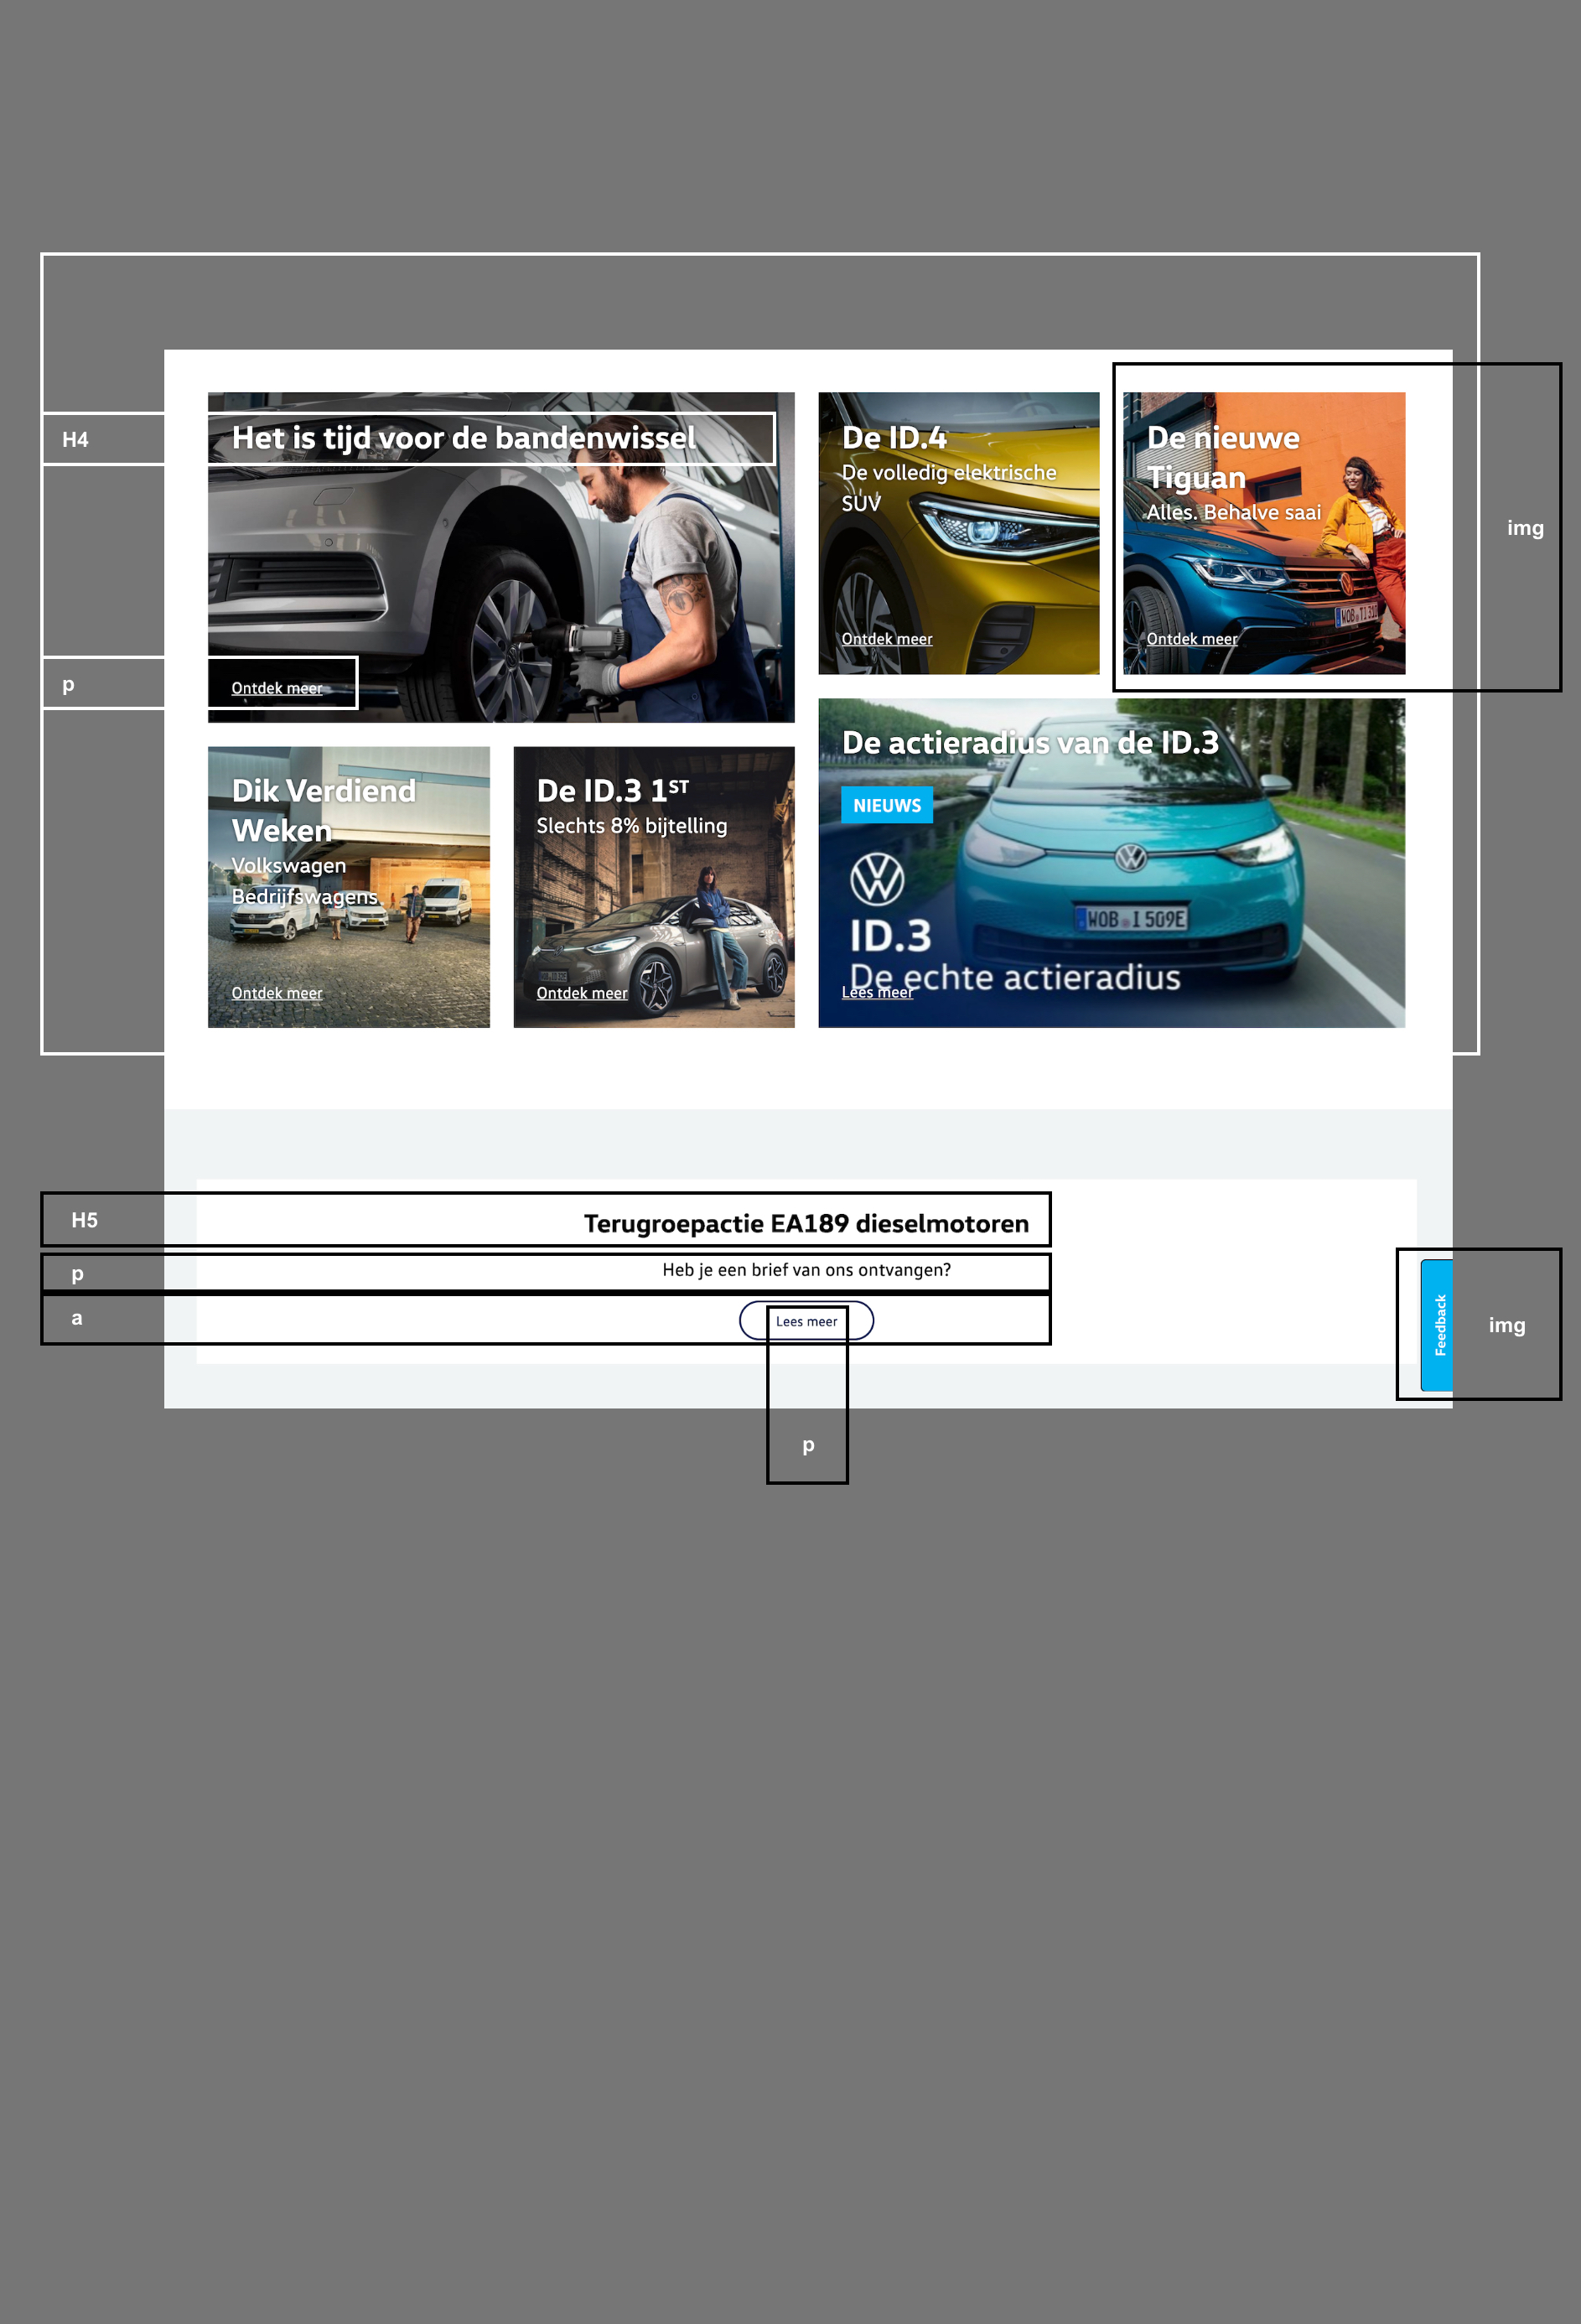 H4
Het is tijd voor de bandenwissel
p
Ontdek meer
De ID.4
De volledig elektrische
SUV
Ontdek meer
De nieuwe
Tiguan
Alles. Behalve saai
Ontdek meer
img
Dik Verdiend
Weken
Volkswagen
Bedrijfswagens
Ontdek meer
De ID.3 1ST
Slechts 8% bijtelling
Ontdek meer
De actieradius van de ID.3
NIEUWS
WOB I 509E
ID.3
De echte actieradius
Lees meer
H5
Terugroepactie EA189 dieselmotoren
p
Heb je een brief van ons ontvangen?
a
Lees meer
Feedback
img
p